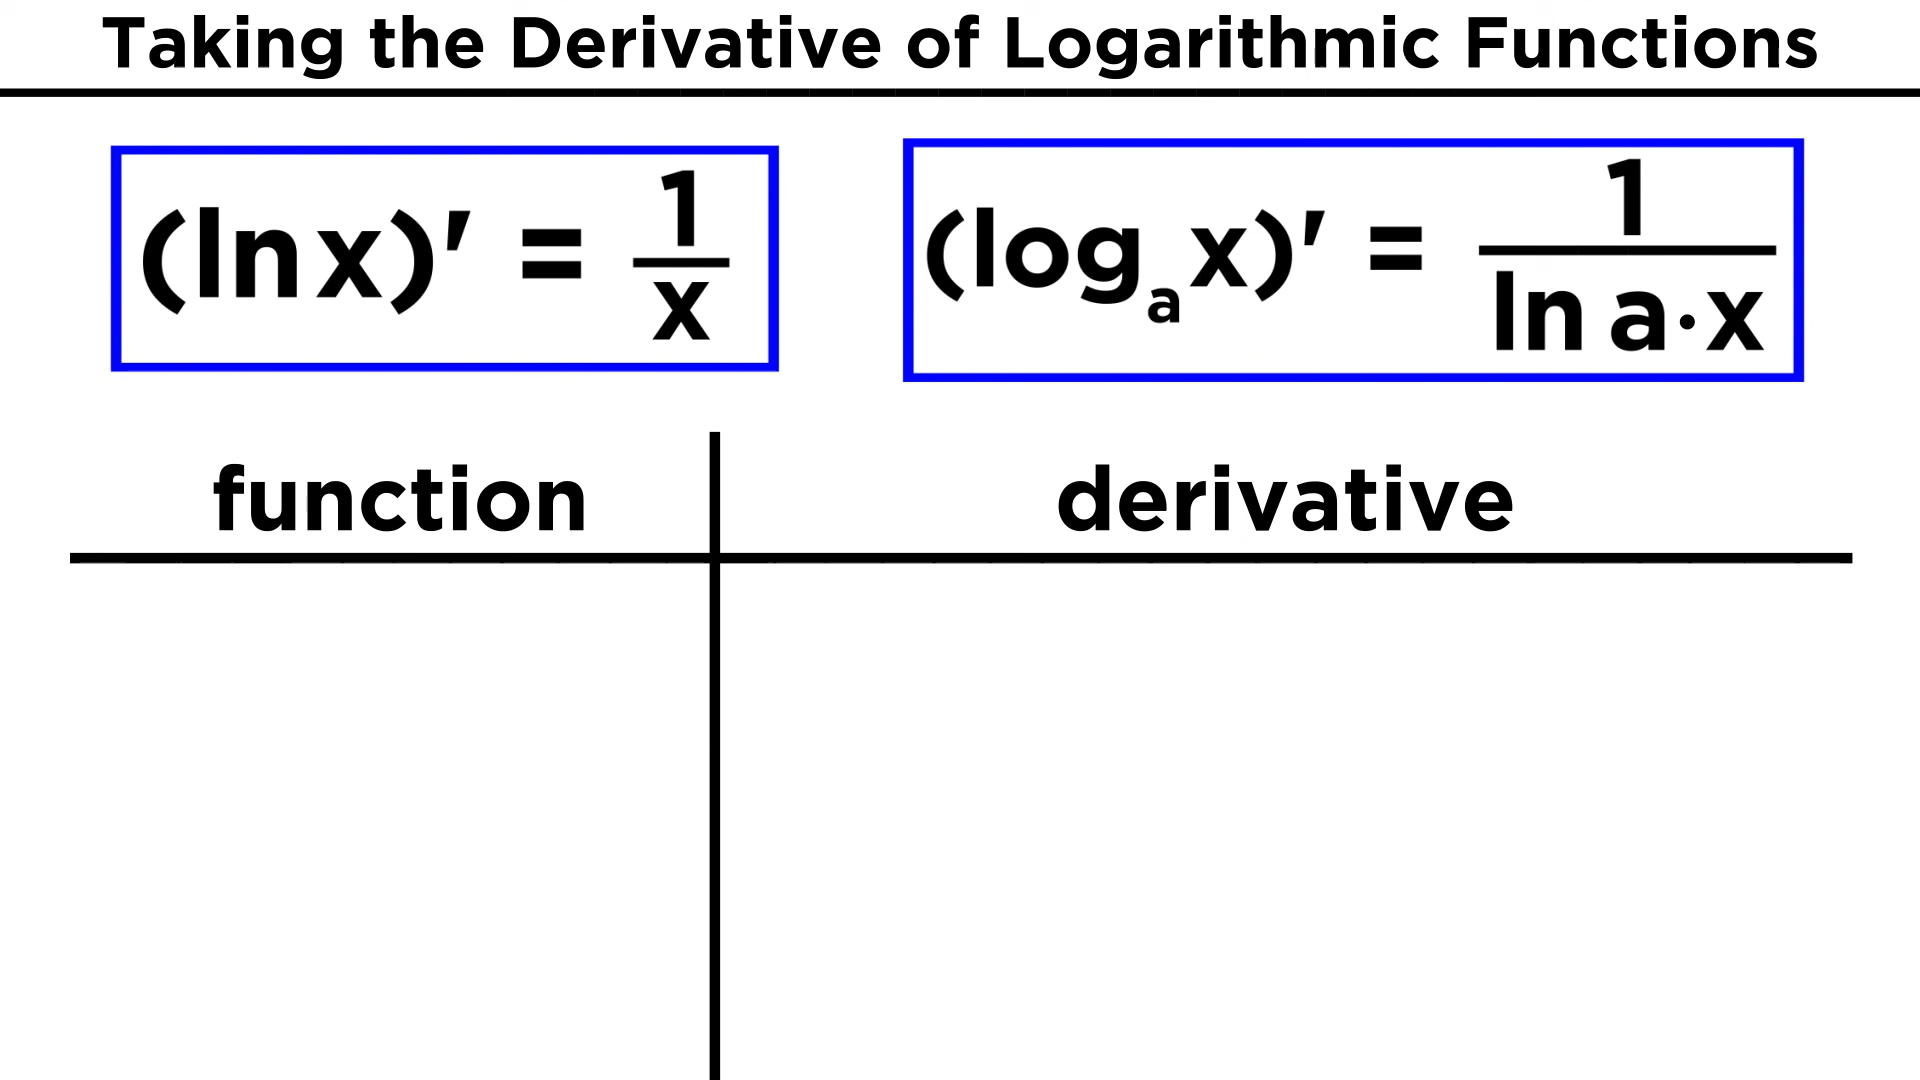 Taking the Derivative of Logarithmic Functions
(ln x)' = 1/x
(logₐx)' = 1/(ln a·x)
function
derivative